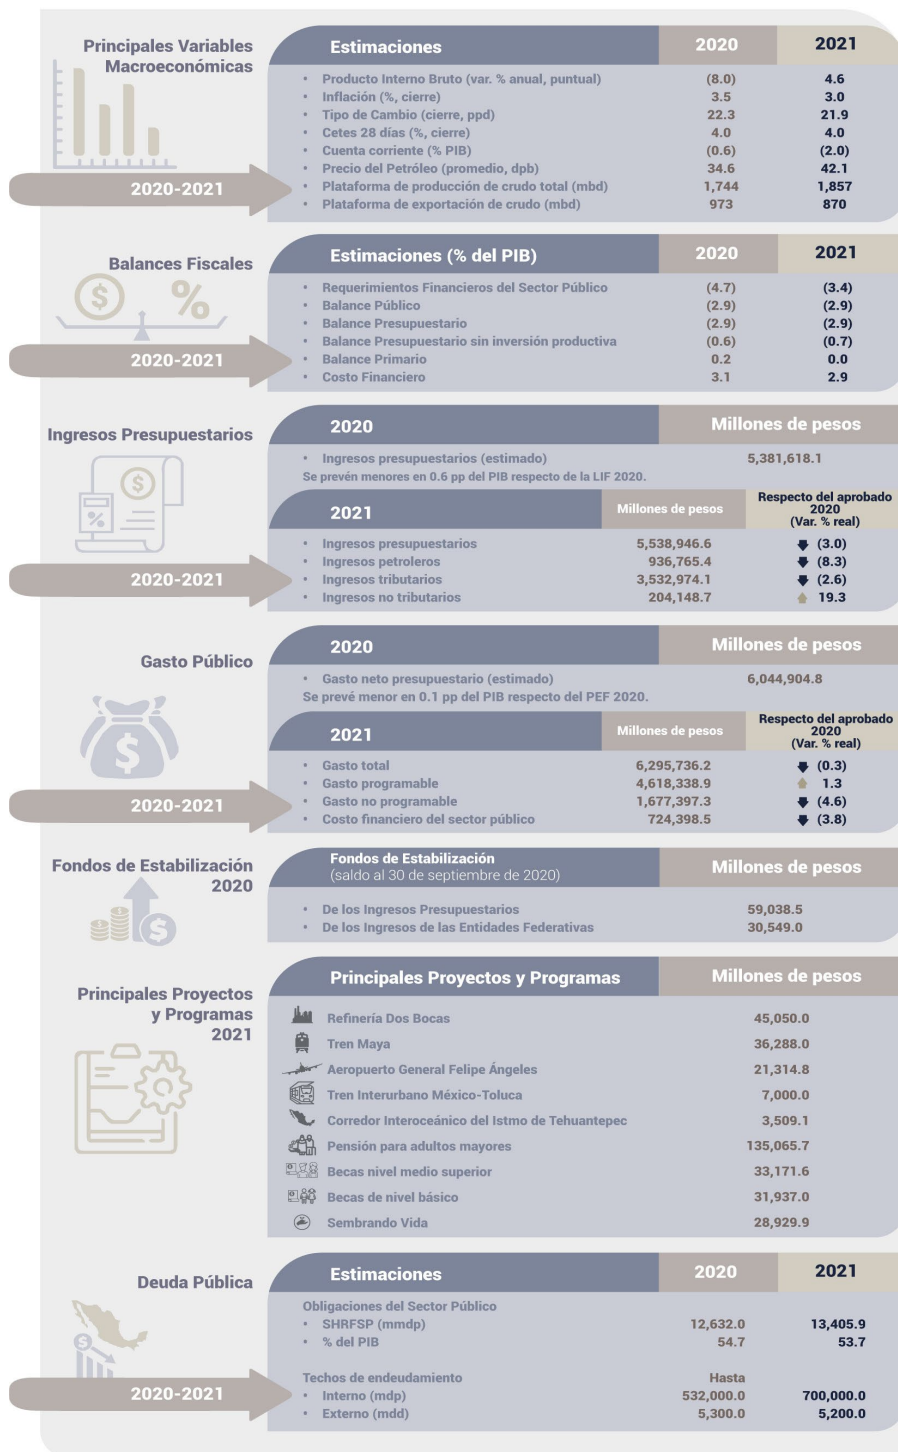 Principales Variables
Macroeconómicas
2020-2021
Estimaciones 2020 2021
• Producto Interno Bruto (var. % anual, puntual) (8.0) 4.6
• Inflación (%, cierre) 3.5 3.0
• Tipo de Cambio (cierre, ppd) 22.3 21.9
• Cetes 28 días (%, cierre) 4.0 4.0
• Cuenta corriente (% PIB) (0.6) (2.0)
• Precio del Petróleo (promedio, dpb) 34.6 42.1
• Plataforma de producción de crudo total (mbd) 1,744 1,857
• Plataforma de exportación de crudo (mbd) 973 870
Balances Fiscales
2020-2021
Estimaciones (% del PIB) 2020 2021
• Requerimientos Financieros del Sector Público (4.7) (3.4)
• Balance Público (2.9) (2.9)
• Balance Presupuestario (2.9) (2.9)
• Balance Presupuestario sin inversión productiva (0.6) (0.7)
• Balance Primario 0.2 0.0
• Costo Financiero 3.1 2.9
Ingresos Presupuestarios
2020-2021
2020 Millones de pesos
• Ingresos presupuestarios (estimado) 5,381,618.1
Se prevén menores en 0.6 pp del PIB respecto de la LIF 2020.
2021 Millones de pesos Respecto del aprobado
2020
(Var. % real)
• Ingresos presupuestarios 5,538,946.6 (3.0)
• Ingresos petroleros 936,765.4 (8.3)
• Ingresos tributarios 3,532,974.1 (2.6)
• Ingresos no tributarios 204,148.7 19.3
Gasto Público
2020-2021
2020 Millones de pesos
• Gasto neto presupuestario (estimado) 6,044,904.8
Se prevé menor en 0.1 pp del PIB respecto del PEF 2020.
2021 Millones de pesos Respecto del aprobado
2020
(Var. % real)
• Gasto total 6,295,736.2 (0.3)
• Gasto programable 4,618,338.9 1.3
• Gasto no programable 1,677,397.3 (4.6)
• Costo financiero del sector público 724,398.5 (3.8)
Fondos de Estabilización
2020
Fondos de Estabilización
(saldo al 30 de septiembre de 2020) Millones de pesos
• De los Ingresos Presupuestarios 59,038.5
• De los Ingresos de las Entidades Federativas 30,549.0
Principales Proyectos
y Programas
2021
Principales Proyectos y Programas Millones de pesos
Refinería Dos Bocas 45,050.0
Tren Maya 36,288.0
Aeropuerto General Felipe Ángeles 21,314.8
Tren Interurbano México-Toluca 7,000.0
Corredor Interoceánico del Istmo de Tehuantepec 3,509.1
Pensión para adultos mayores 135,065.7
Becas nivel medio superior 33,171.6
Becas de nivel básico 31,937.0
Sembrando Vida 28,929.9
Deuda Pública
2020-2021
Estimaciones 2020 2021
Obligaciones del Sector Público
• SHRFSP (mmdp) 12,632.0 13,405.9
• % del PIB 54.7 53.7
Techos de endeudamiento Hasta
• Interno (mdp) 532,000.0 700,000.0
• Externo (mdd) 5,300.0 5,200.0